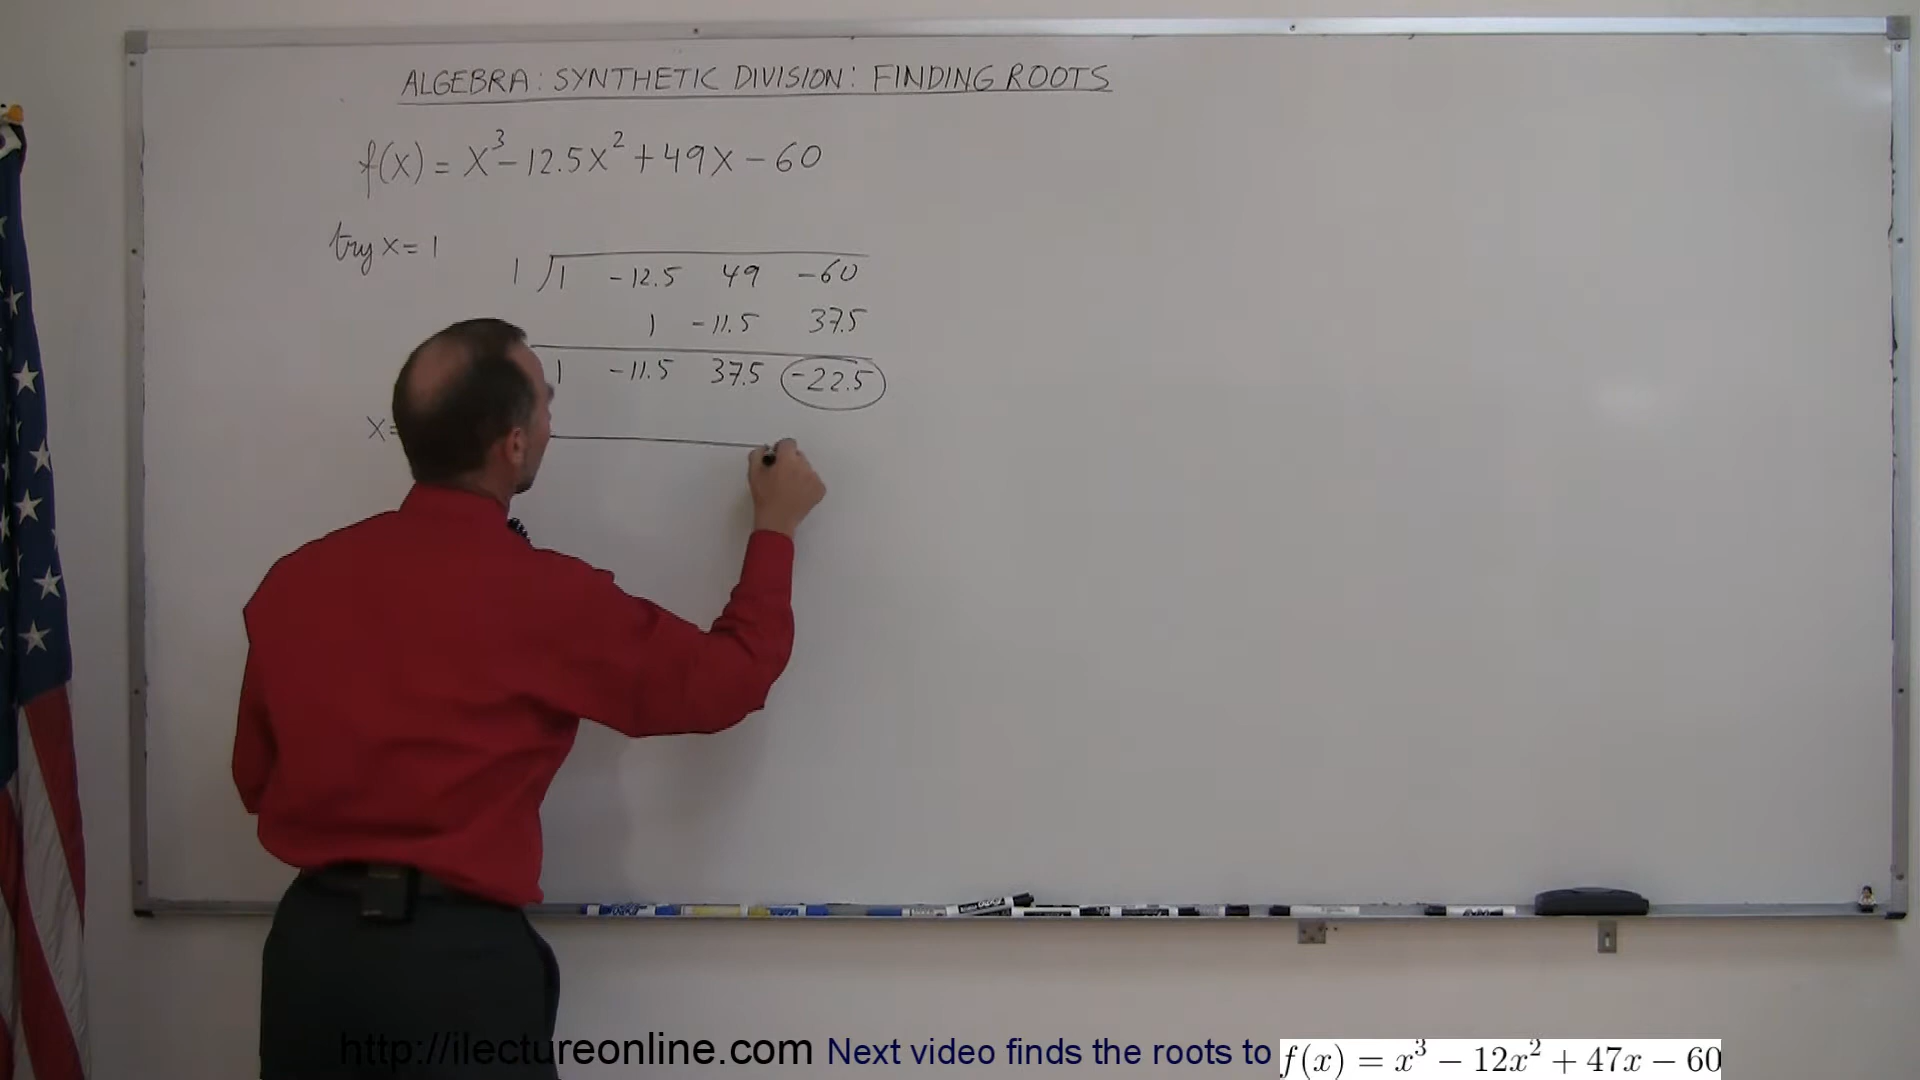 ALGEBRA: SYNTHETIC DIVISION: FINDING ROOTS
f(x) = x³ - 12.5x² + 49x - 60
try x = 1
1 1 -12.5 49 -60
1 -11.5 37.5
1 -11.5 37.5 -22.5
x=
http://ilectureonline.com Next video finds the roots to f(x) = x³ − 12x² + 47x − 60